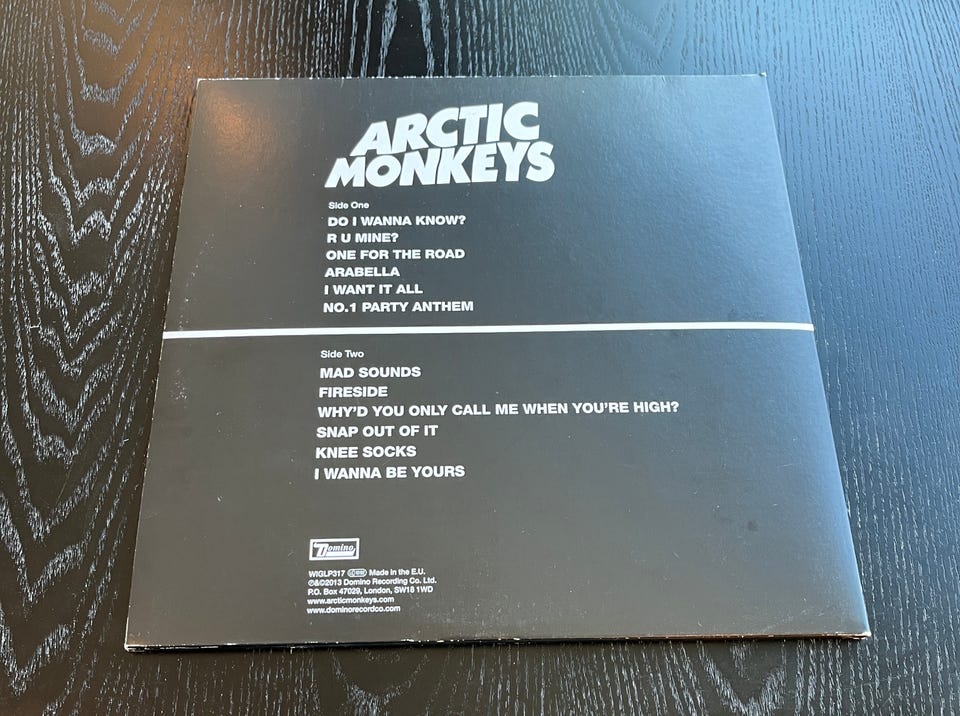 ARCTIC
MONKEYS
Side One
DO I WANNA KNOW?
R U MINE?
ONE FOR THE ROAD
ARABELLA
I WANT IT ALL
NO.1 PARTY ANTHEM
Side Two
MAD SOUNDS
FIRESIDE
WHY'D YOU ONLY CALL ME WHEN YOU'RE HIGH?
SNAP OUT OF IT
KNEE SOCKS
I WANNA BE YOURS
Domino
WIGLP317 Made in the E.U.
℗&©2013 Domino Recording Co. Ltd.
P.O. Box 47029, London, SW18 1WD
www.arcticmonkeys.com
www.dominorecordco.com